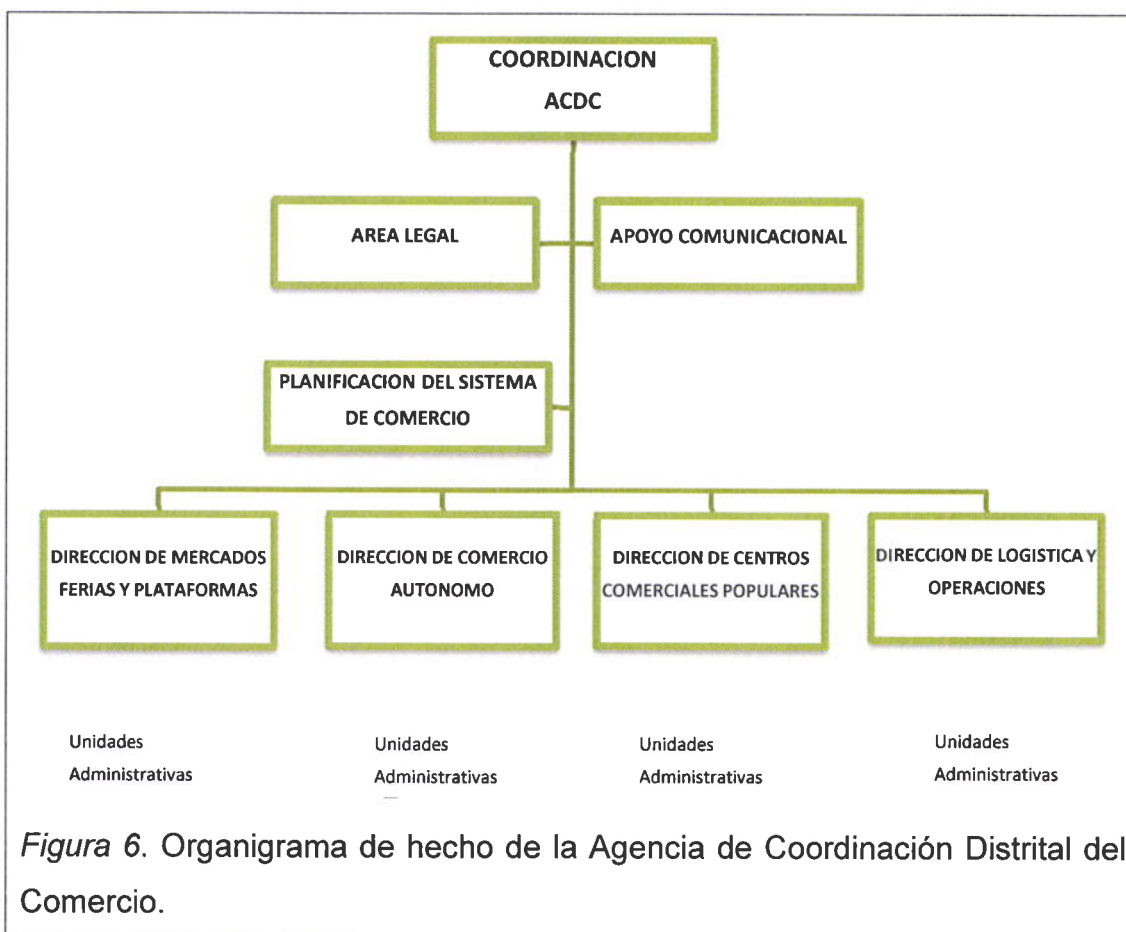 COORDINACION
ACDC
AREA LEGAL
APOYO COMUNICACIONAL
PLANIFICACION DEL SISTEMA
DE COMERCIO
DIRECCION DE MERCADOS
FERIAS Y PLATAFORMAS
DIRECCION DE COMERCIO
AUTONOMO
DIRECCION DE CENTROS
COMERCIALES POPULARES
DIRECCION DE LOGISTICA Y
OPERACIONES
Unidades
Administrativas
Unidades
Administrativas
Unidades
Administrativas
Unidades
Administrativas
Figura 6. Organigrama de hecho de la Agencia de Coordinación Distrital del
Comercio.